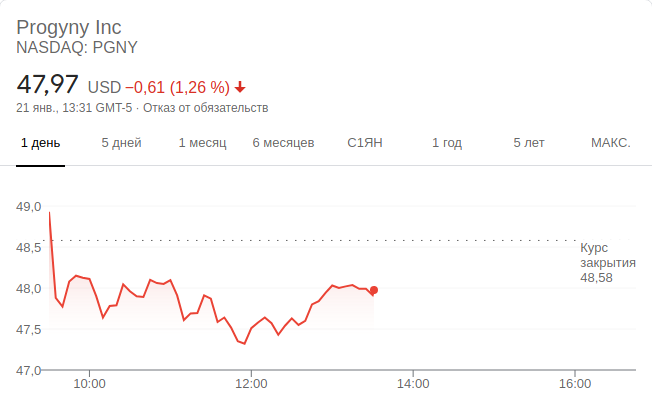 Progyny Inc
NASDAQ: PGNY
47,97 USD −0,61 (1,26 %)
21 янв., 13:31 GMT-5 · Отказ от обязательств
1 день 5 дней 1 месяц 6 месяцев С1ЯН 1 год 5 лет МАКС.
49,0
48,5
Курс
закрытия
48,58
48,0
47,5
47,0
10:00 12:00 14:00 16:00